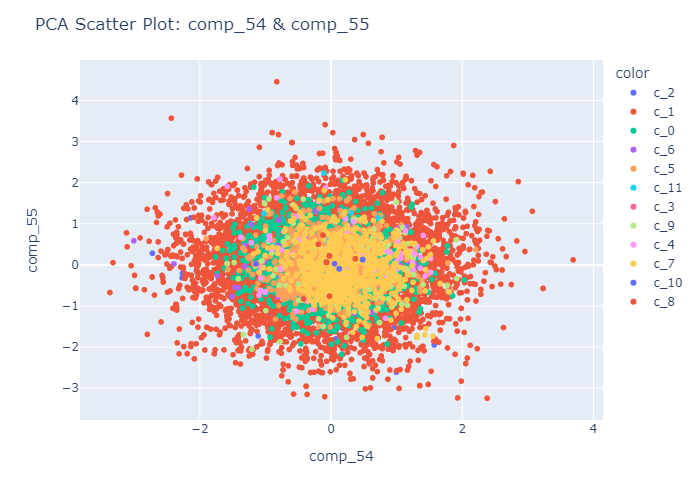 PCA Scatter Plot: comp_54 & comp_55
color
c_2
c_1
c_0
c_6
c_5
c_11
c_3
c_9
c_4
c_7
c_10
c_8
comp_55
4
3
2
1
0
−1
−2
−3
−2
0
2
4
comp_54